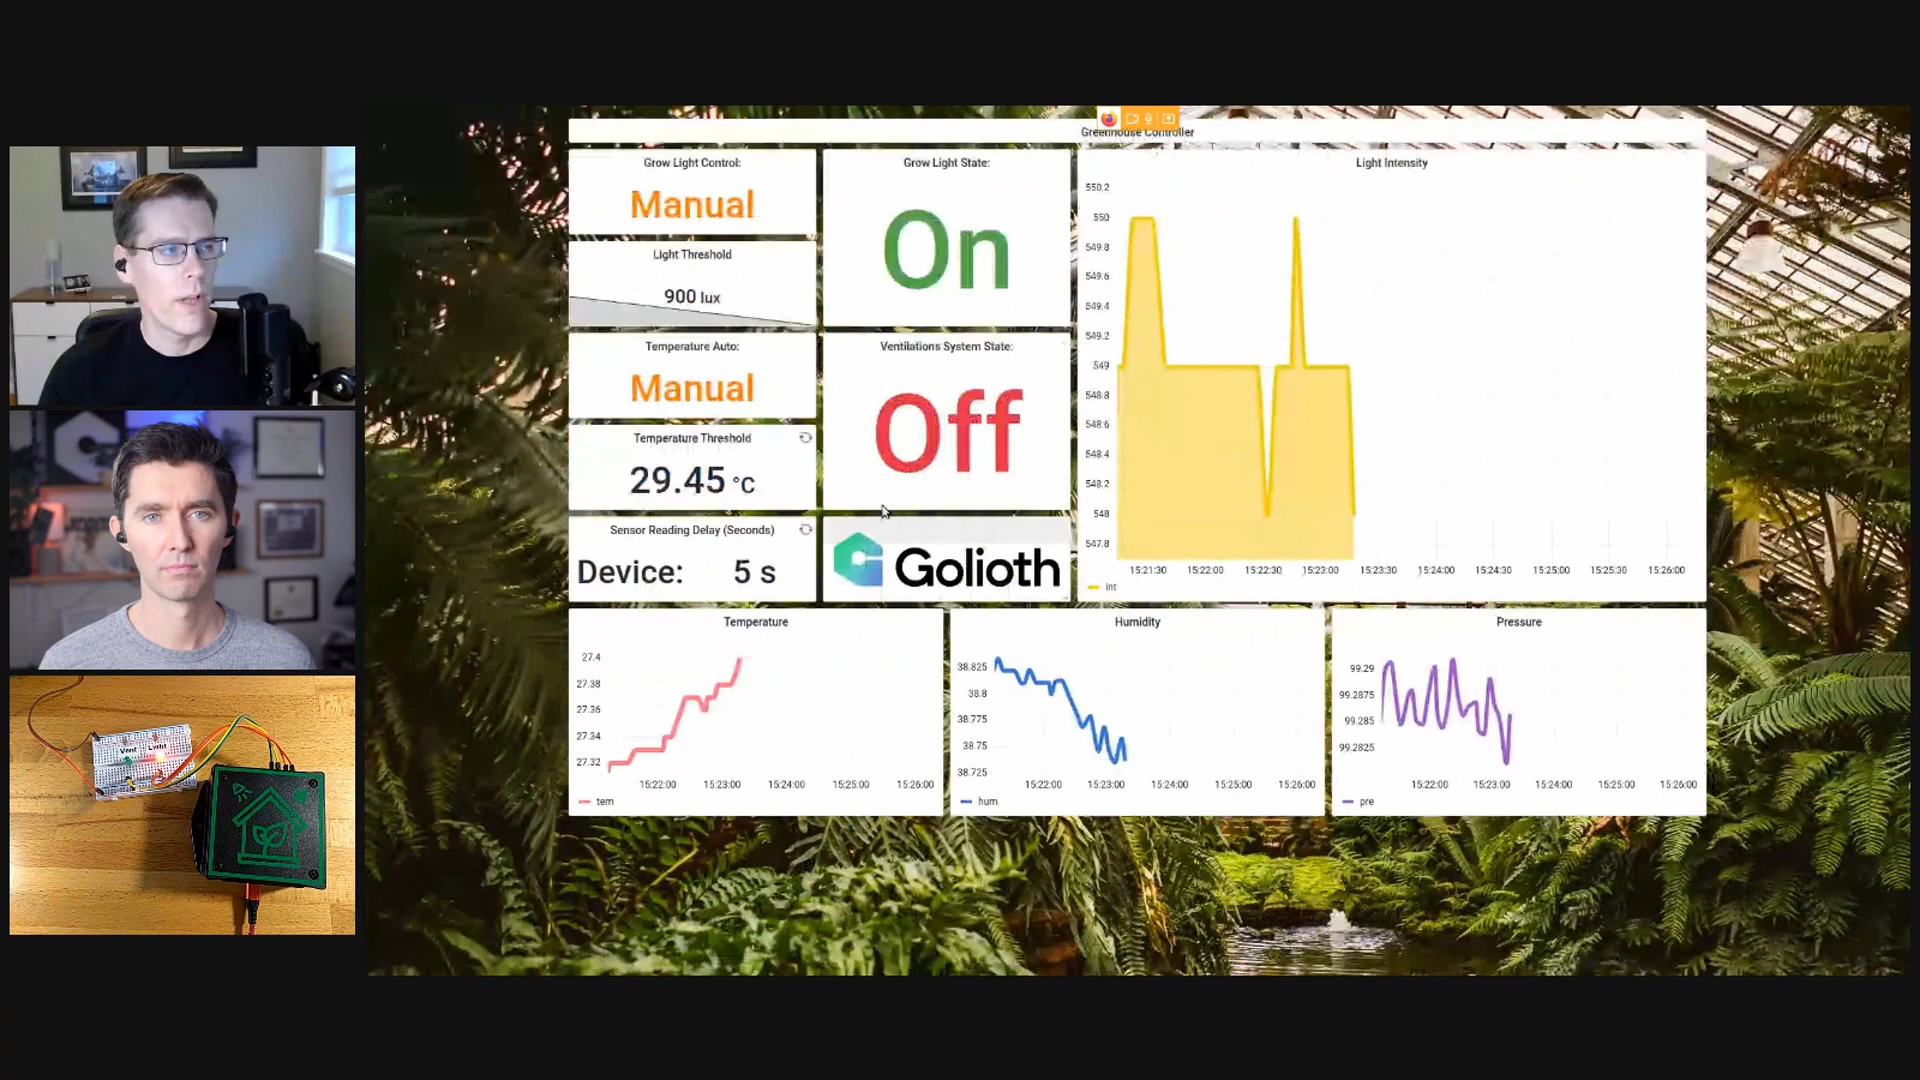 Greenhouse Controller
Grow Light Control:
Manual
Light Threshold
900 lux
Temperature Auto:
Manual
Temperature Threshold
29.45 °C
Sensor Reading Delay (Seconds)
Device: 5 s
Grow Light State:
On
Ventilations System State:
Off
Golioth
Light Intensity
550.2
550
549.8
549.6
549.4
549.2
549
548.8
548.6
548.4
548.2
548
547.8
15:21:30 15:22:00 15:22:30 15:23:00 15:23:30 15:24:00 15:24:30 15:25:00 15:25:30 15:26:00
int
Temperature
27.4
27.38
27.36
27.34
27.32
15:22:00 15:23:00 15:24:00 15:25:00 15:26:00
tem
Humidity
38.825
38.8
38.775
38.75
38.725
15:22:00 15:23:00 15:24:00 15:25:00 15:26:00
hum
Pressure
99.29
99.2875
99.285
99.2825
15:22:00 15:23:00 15:24:00 15:25:00 15:26:00
pre
Vent Light